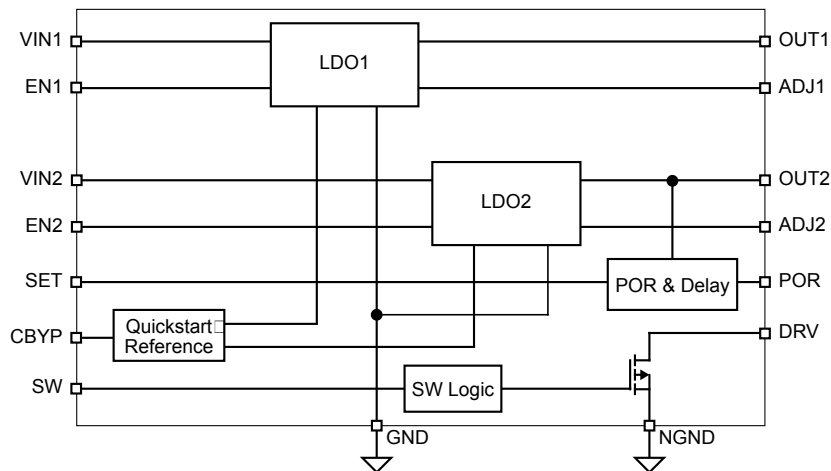 VIN1
LDO1
OUT1
EN1
ADJ1
VIN2
LDO2
OUT2
EN2
ADJ2
SET
POR & Delay
POR
CBYP
Quickstart
Reference
DRV
SW
SW Logic
GND
NGND